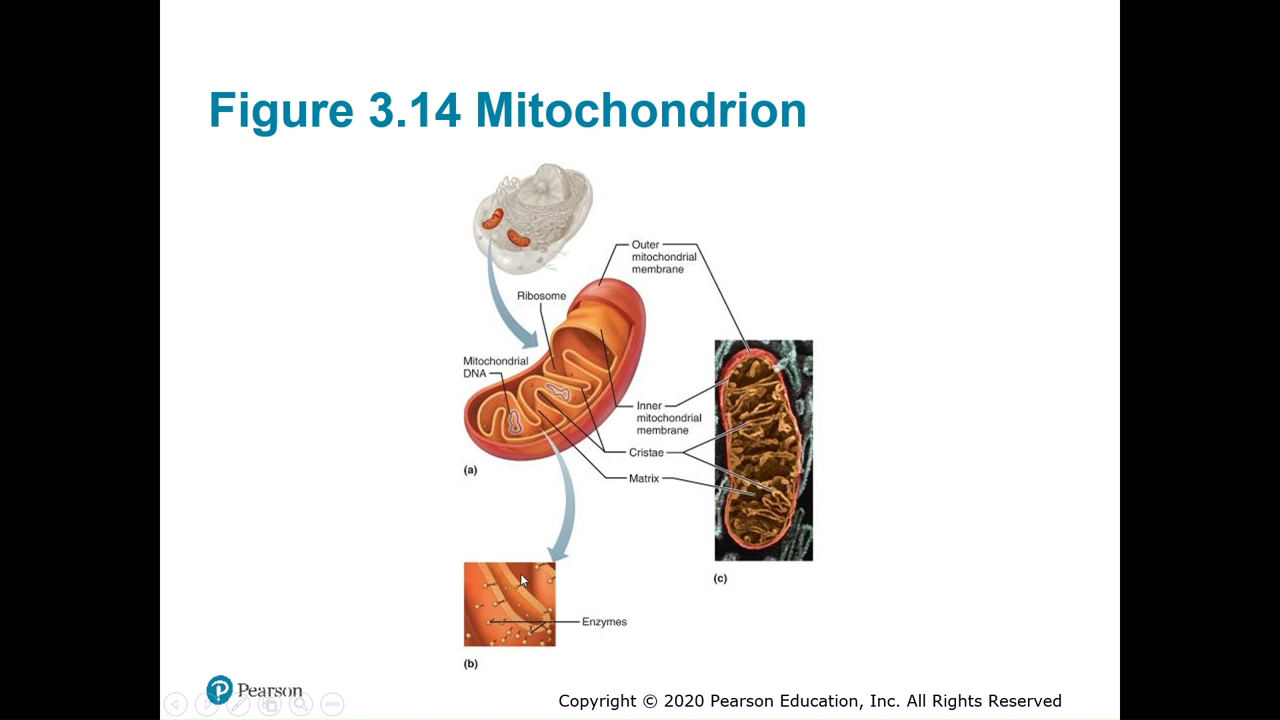 Figure 3.14 Mitochondrion
Outer
mitochondrial
membrane
Ribosome
Mitochondrial
DNA
Inner
mitochondrial
membrane
Cristae
Matrix
(a)
(c)
Enzymes
(b)
Pearson
Copyright © 2020 Pearson Education, Inc. All Rights Reserved